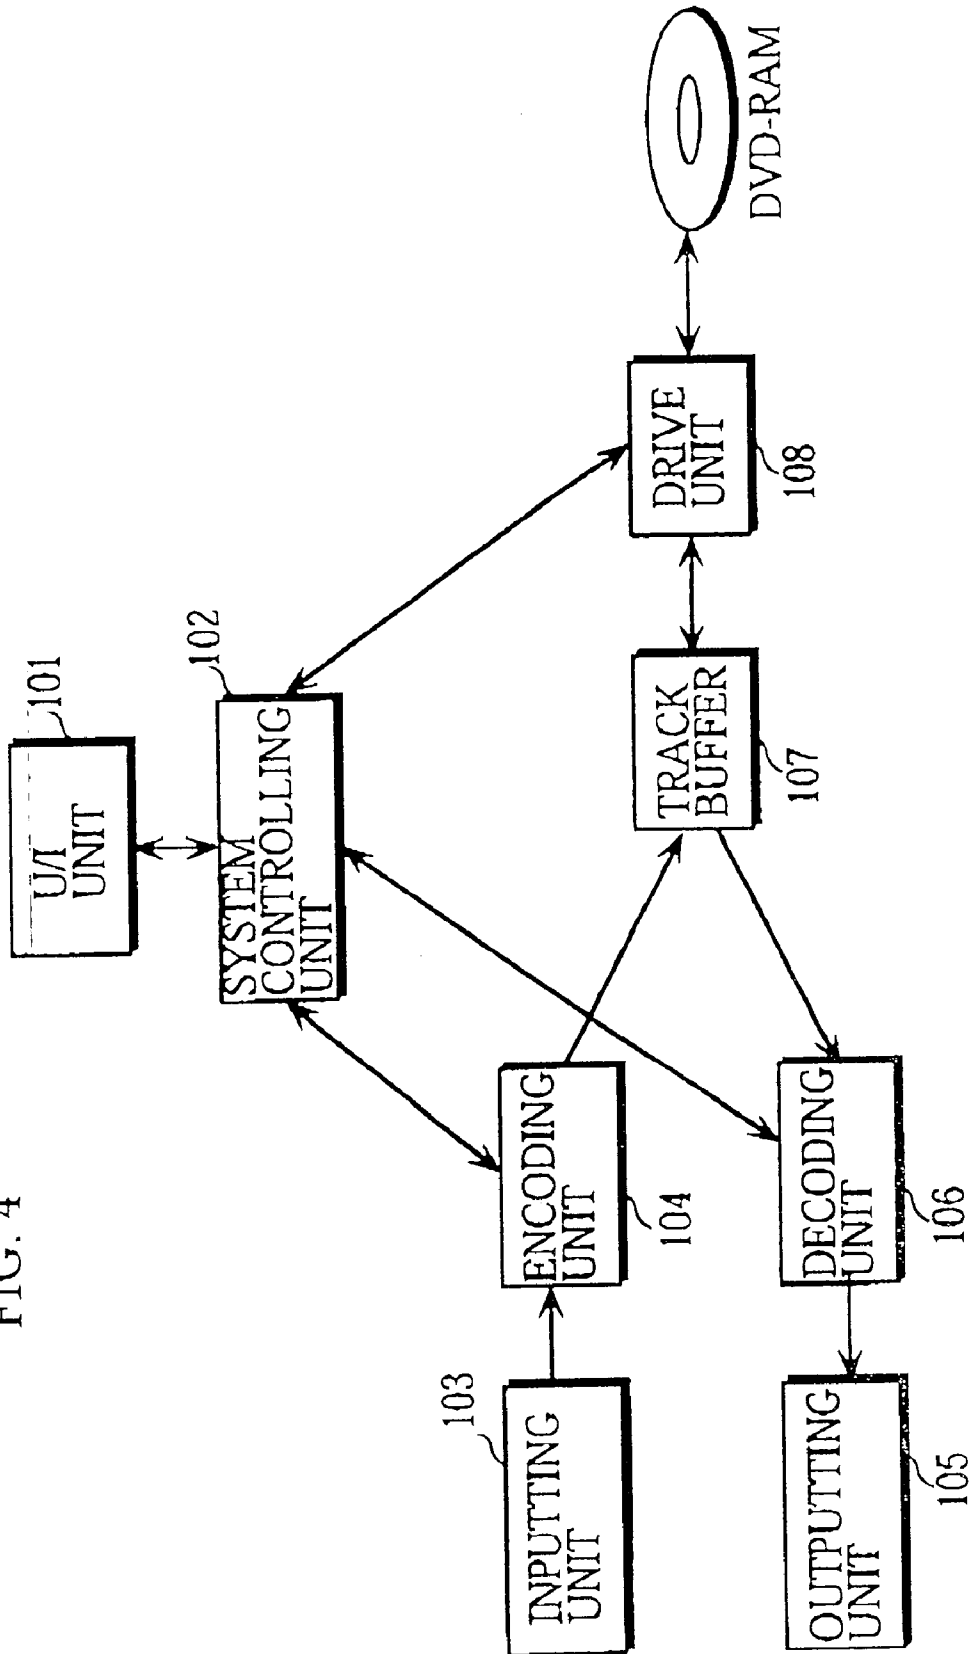 FIG. 4
U/I
UNIT
101
SYSTEM
CONTROLLING
UNIT
102
INPUTTING
UNIT
103
ENCODING
UNIT
104
TRACK
BUFFER
107
DRIVE
UNIT
108
DVD-RAM
OUTPUTTING
UNIT
105
DECODING
UNIT
106